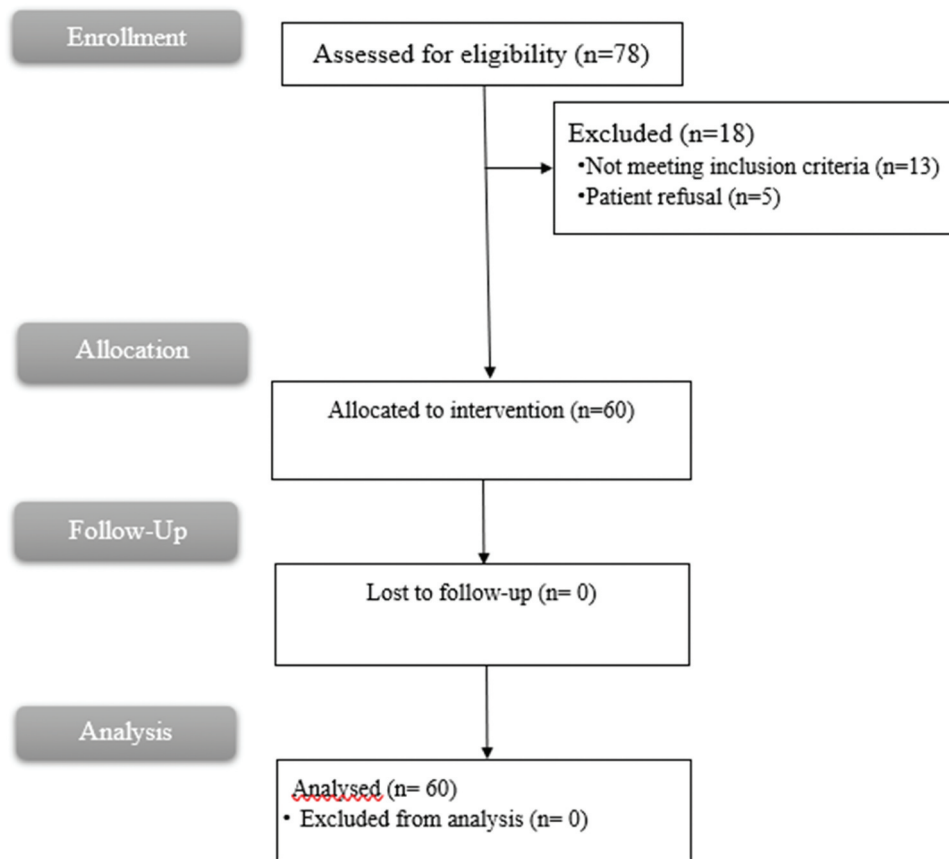 Enrollment
Assessed for eligibility (n=78)
Excluded (n=18)
•Not meeting inclusion criteria (n=13)
•Patient refusal (n=5)
Allocation
Allocated to intervention (n=60)
Follow-Up
Lost to follow-up (n= 0)
Analysis
Analysed (n= 60)
• Excluded from analysis (n= 0)